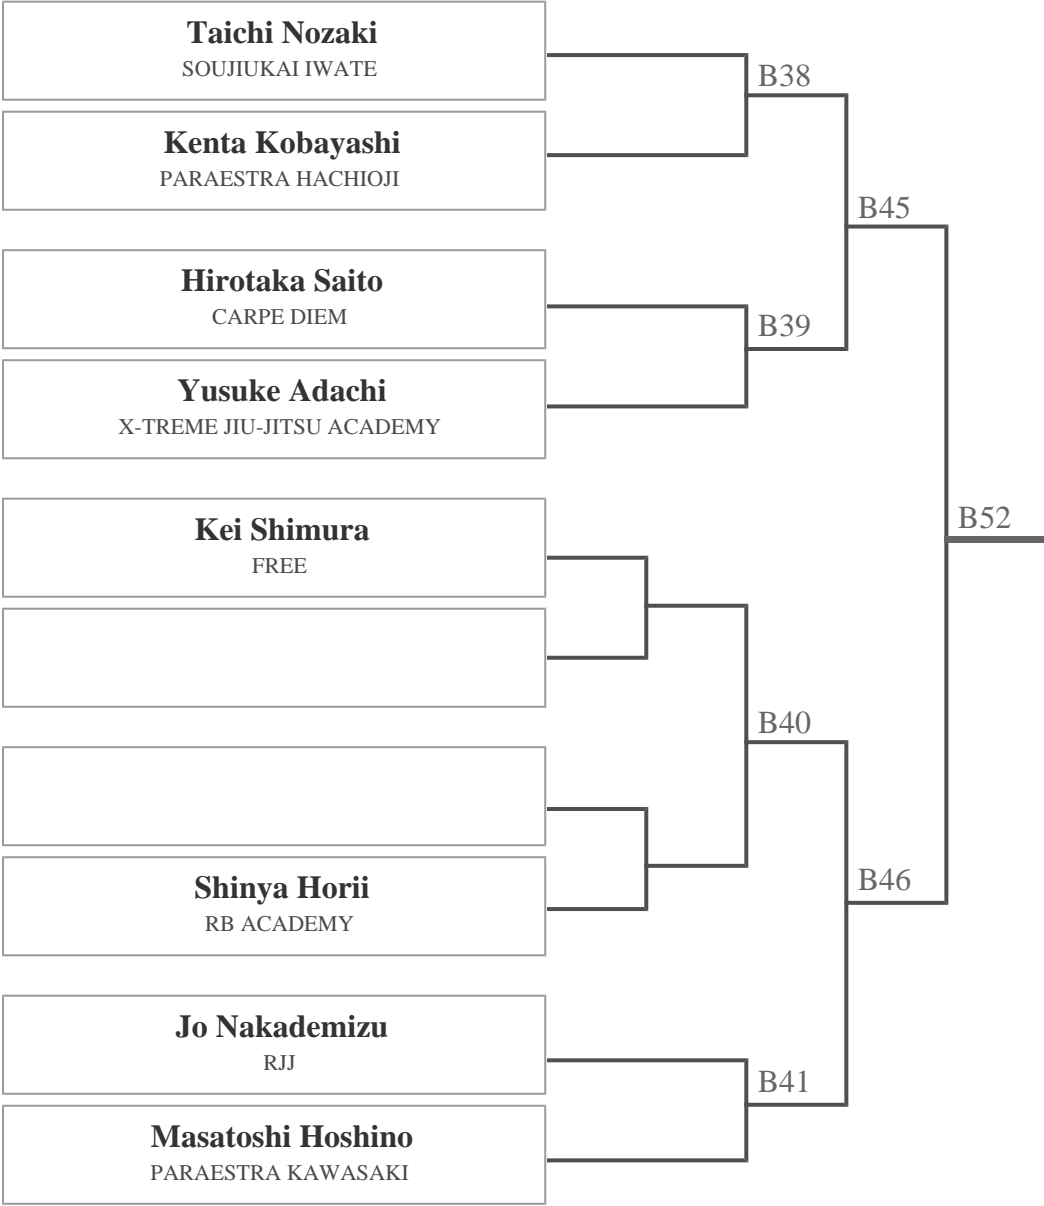 Taichi Nozaki
SOUJIUKAI IWATE
B38
Kenta Kobayashi
PARAESTRA HACHIOJI
B45
Hirotaka Saito
CARPE DIEM
B39
Yusuke Adachi
X-TREME JIU-JITSU ACADEMY
Kei Shimura
FREE
B52
B40
Shinya Horii
RB ACADEMY
B46
Jo Nakademizu
RJJ
B41
Masatoshi Hoshino
PARAESTRA KAWASAKI